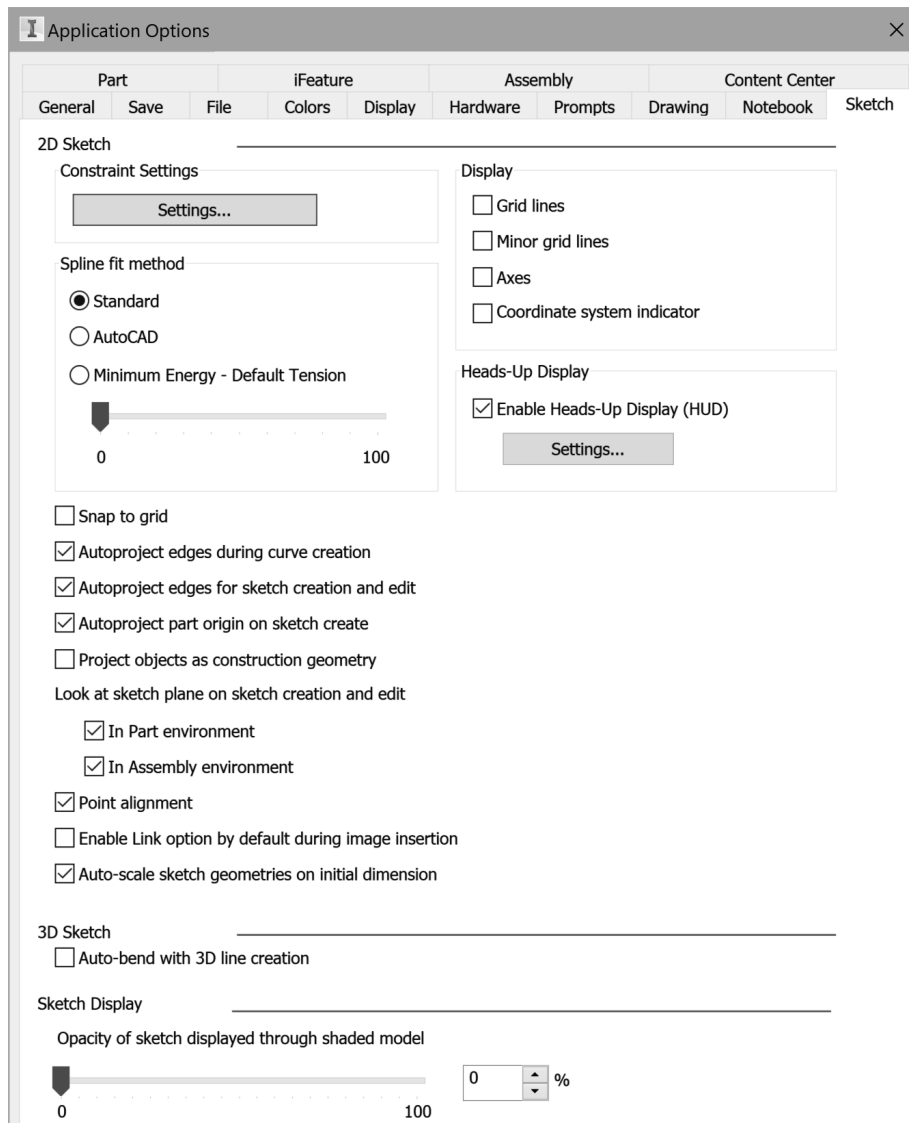 Application Options
Part iFeature Assembly Content Center
General Save File Colors Display Hardware Prompts Drawing Notebook Sketch
2D Sketch
Constraint Settings
Settings...
Spline fit method
Standard
AutoCAD
Minimum Energy - Default Tension
0 100
Display
Grid lines
Minor grid lines
Axes
Coordinate system indicator
Heads-Up Display
Enable Heads-Up Display (HUD)
Settings...
Snap to grid
Autoproject edges during curve creation
Autoproject edges for sketch creation and edit
Autoproject part origin on sketch create
Project objects as construction geometry
Look at sketch plane on sketch creation and edit
In Part environment
In Assembly environment
Point alignment
Enable Link option by default during image insertion
Auto-scale sketch geometries on initial dimension
3D Sketch
Auto-bend with 3D line creation
Sketch Display
Opacity of sketch displayed through shaded model
0 %
0 100